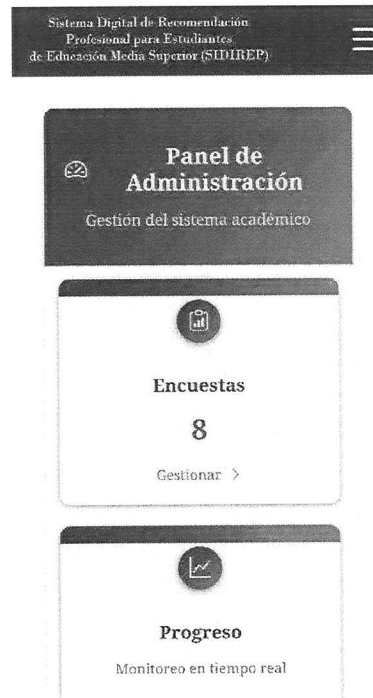 Sistema Digital de Recomendación
Profesional para Estudiantes
de Educación Media Superior (SIDIREP)
Panel de
Administración
Gestión del sistema académico
Encuestas
8
Gestionar >
Progreso
Monitoreo en tiempo real